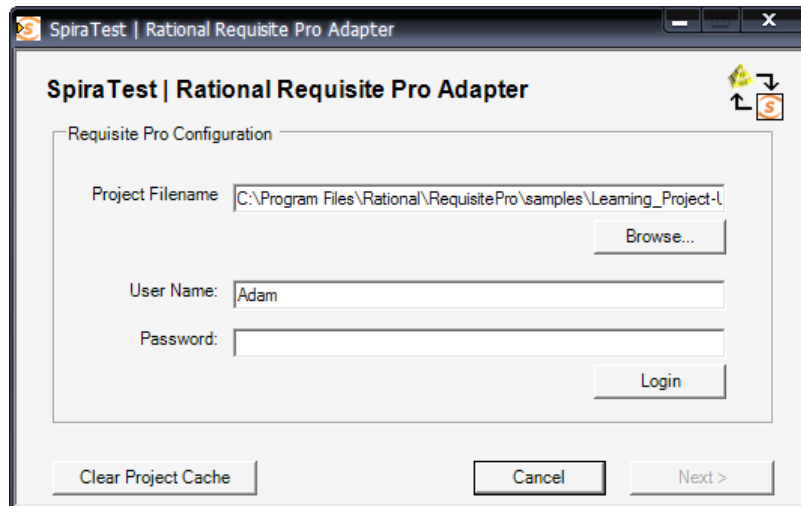 SpiraTest | Rational Requisite Pro Adapter
SpiraTest | Rational Requisite Pro Adapter
Requisite Pro Configuration
Project Filename C:\Program Files\Rational\RequisitePro\samples\Learning_Project-U
Browse...
User Name: Adam
Password:
Login
Clear Project Cache Cancel Next >